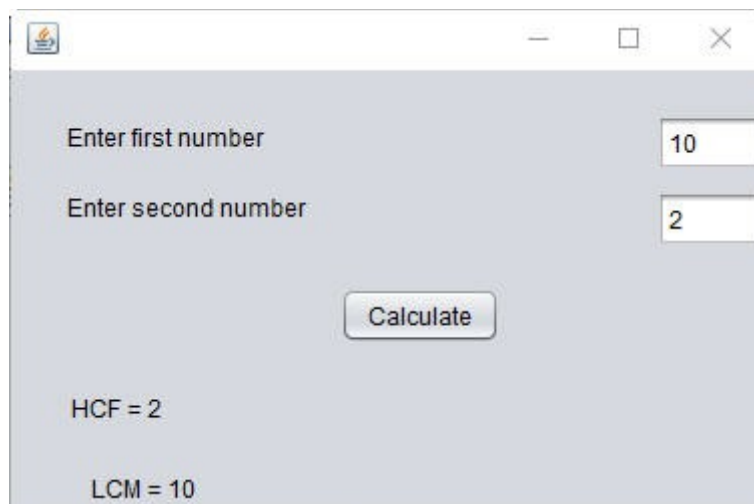 Enter first number
10
Enter second number
2
Calculate
HCF = 2
LCM = 10